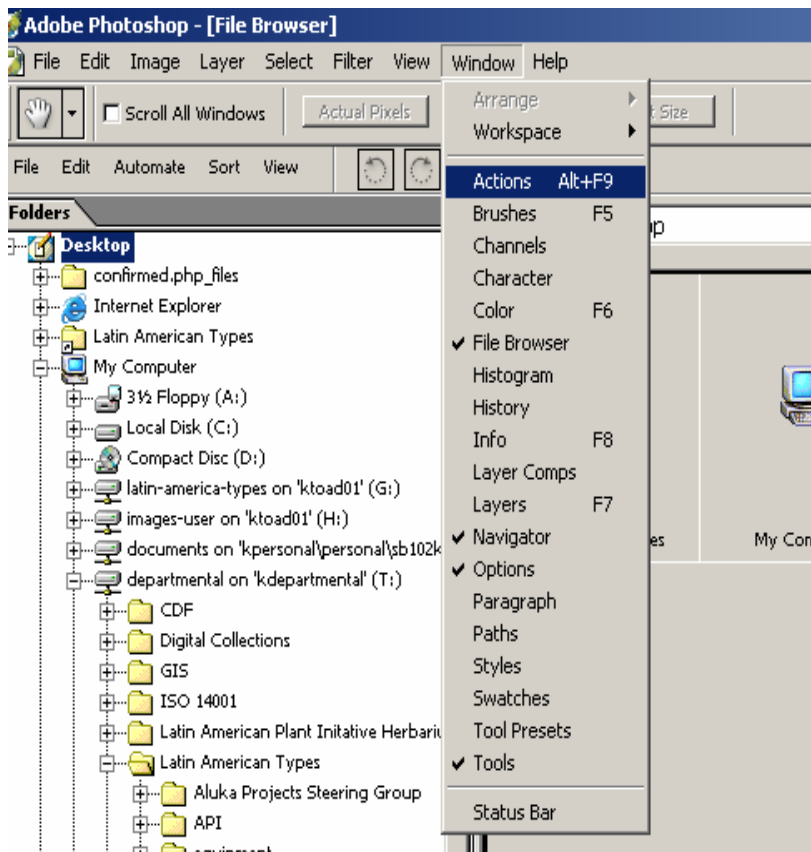 Adobe Photoshop - [File Browser]
File Edit Image Layer Select Filter View Window Help
Scroll All Windows Actual Pixels Size
File Edit Automate Sort View
Folders
Desktop
confirmed.php_files
Internet Explorer
Latin American Types
My Computer
3½ Floppy (A:)
Local Disk (C:)
Compact Disc (D:)
latin-america-types on 'ktoad01' (G:)
images-user on 'ktoad01' (H:)
documents on 'kpersonal\personal\sb102k
departmental on 'kdepartmental' (T:)
CDF
Digital Collections
GIS
ISO 14001
Latin American Plant Initative Herbariu
Latin American Types
Aluka Projects Steering Group
API
Arrange
Workspace
Actions Alt+F9
Brushes F5
Channels
Character
Color F6
File Browser
Histogram
History
Info F8
Layer Comps
Layers F7
Navigator
Options
Paragraph
Paths
Styles
Swatches
Tool Presets
Tools
Status Bar
op
es
My Con